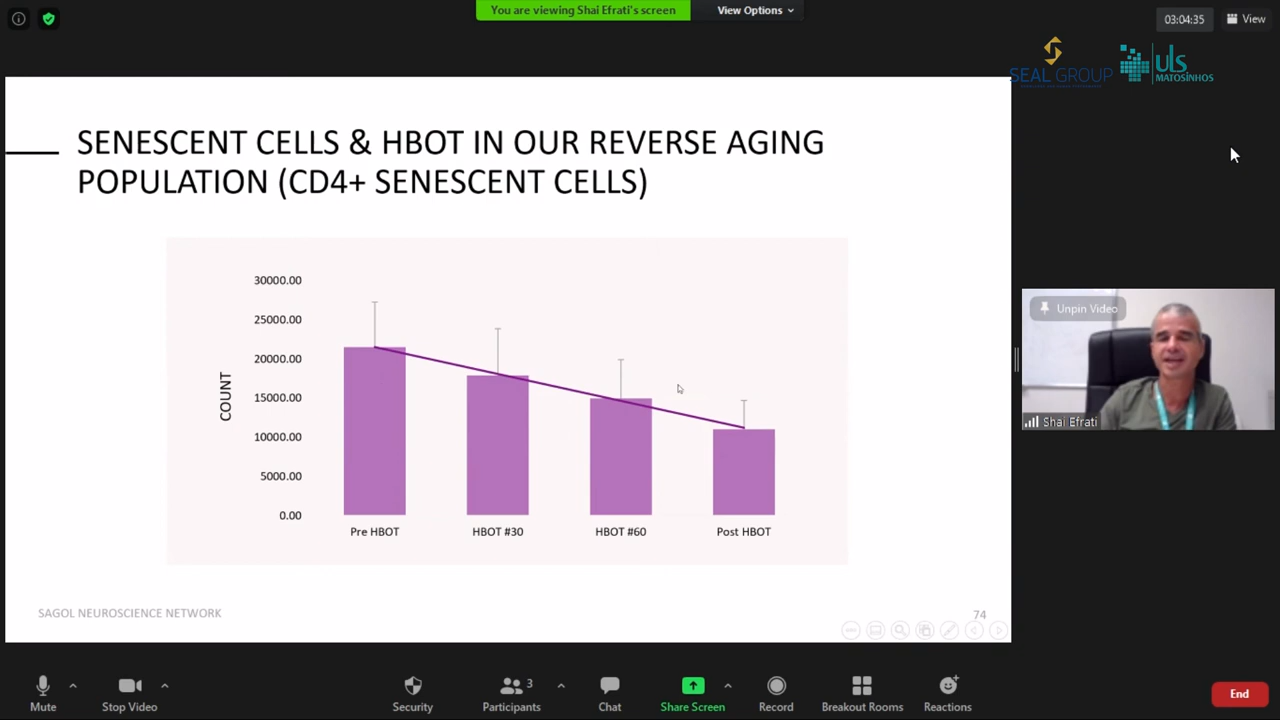 You are viewing Shai Efrati's screen
View Options
03:04:35
View
SEAL GROUP
uls
MATOSINHOS
SENESCENT CELLS & HBOT IN OUR REVERSE AGING
POPULATION (CD4+ SENESCENT CELLS)
30000.00
25000.00
20000.00
15000.00
10000.00
5000.00
0.00
COUNT
Pre HBOT
HBOT #30
HBOT #60
Post HBOT
SAGOL NEUROSCIENCE NETWORK
74
Unpin Video
Shai Efrati
Mute
Stop Video
Security
3
Participants
Chat
Share Screen
Record
Breakout Rooms
Reactions
End